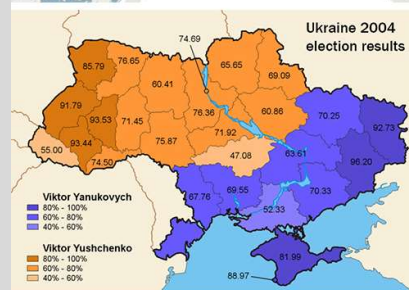 Ukraine 2004
election results
74.69
85.79
76.65
65.65
69.09
60.41
91.79
93.53
71.45
76.36
60.86
70.25
92.73
55.00
93.44
74.50
75.87
71.92
47.08
63.61
96.20
67.76
69.55
52.33
70.33
81.99
88.97
Viktor Yanukovych
80% - 100%
60% - 80%
40% - 60%
Viktor Yushchenko
80% - 100%
60% - 80%
40% - 60%